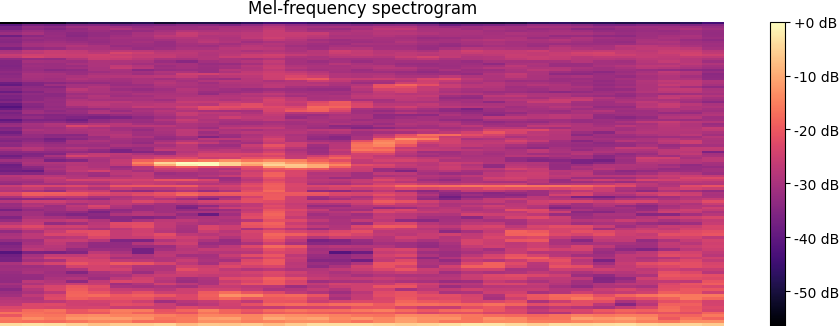 Mel-frequency spectrogram
+0 dB
-10 dB
-20 dB
-30 dB
-40 dB
-50 dB